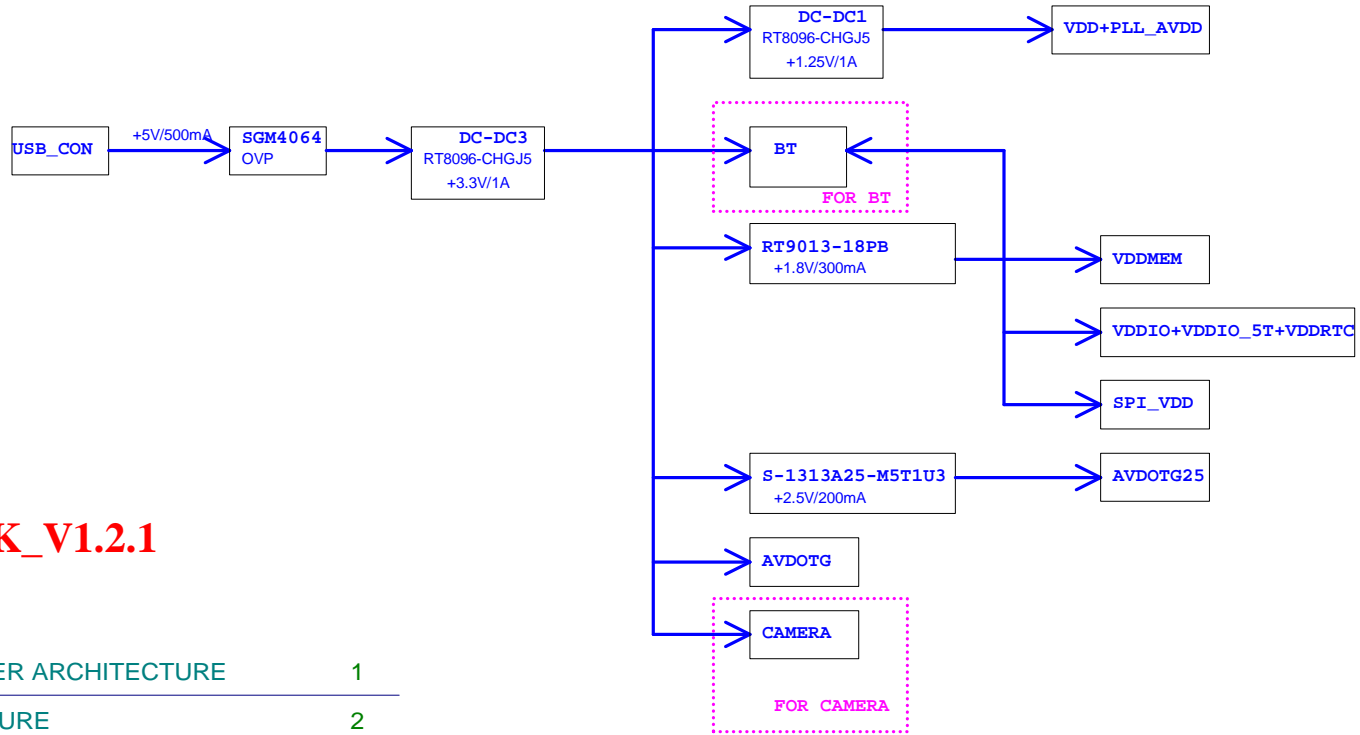 DC-DC1
RT8096-CHGJ5
+1.25V/1A
VDD+PLL_AVDD
USB_CON
+5V/500mA
SGM4064
OVP
DC-DC3
RT8096-CHGJ5
+3.3V/1A
BT
FOR BT
RT9013-18PB
+1.8V/300mA
VDDMEM
VDDIO+VDDIO_5T+VDDRTC
SPI_VDD
S-1313A25-M5T1U3
+2.5V/200mA
AVDOTG25
K_V1.2.1
AVDOTG
CAMERA
FOR CAMERA
ER ARCHITECTURE 1
URE 2